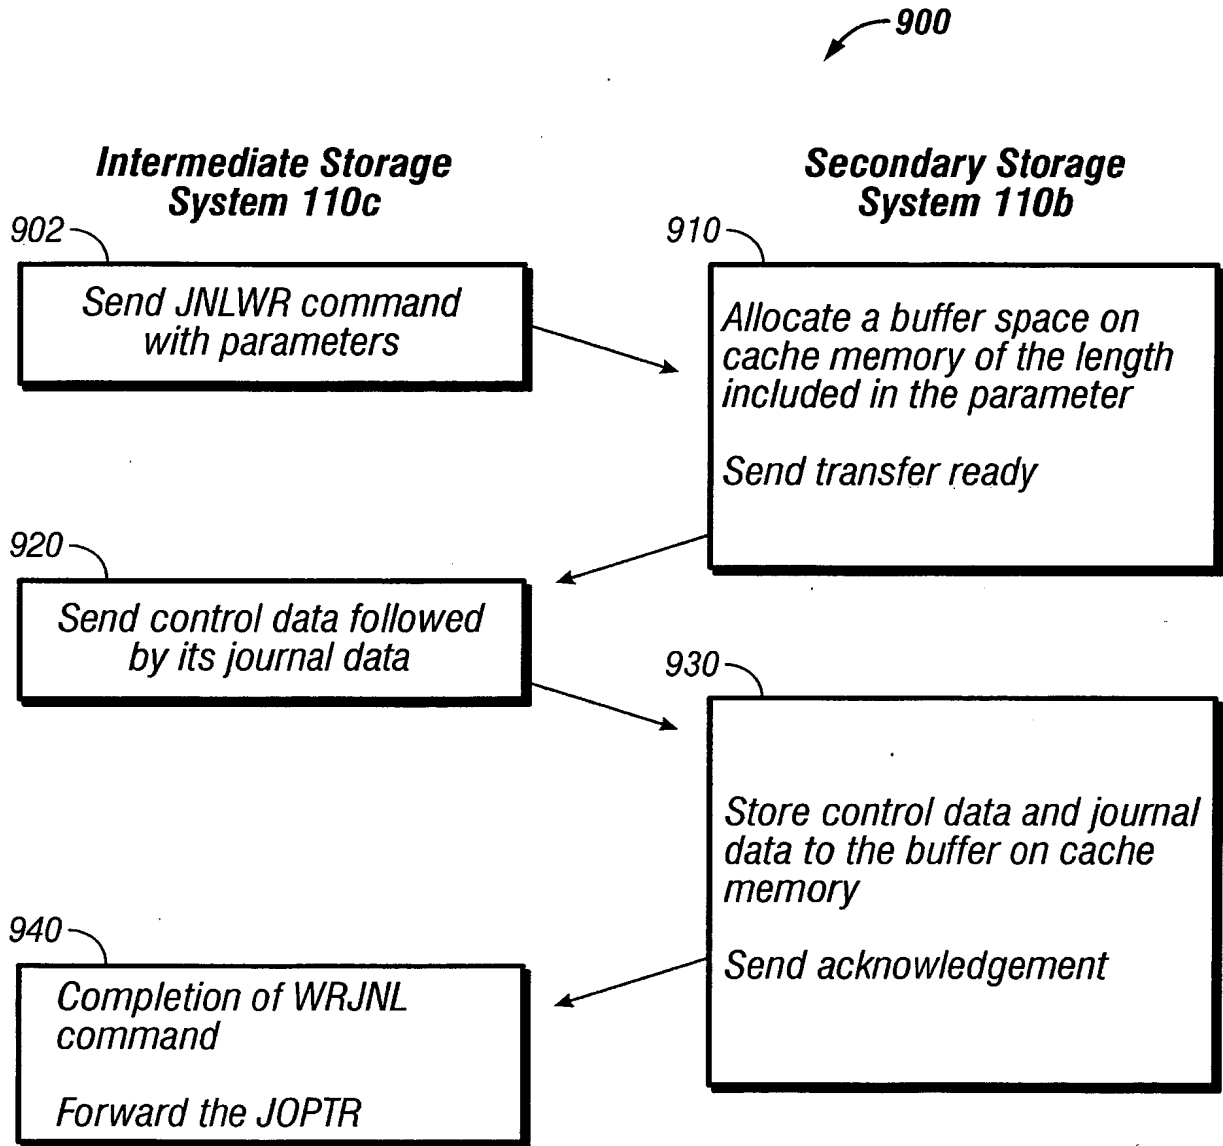 900
Intermediate Storage
System 110c
Secondary Storage
System 110b
902
Send JNLWR command
with parameters
910
Allocate a buffer space on
cache memory of the length
included in the parameter
Send transfer ready
920
Send control data followed
by its journal data
930
Store control data and journal
data to the buffer on cache
memory
Send acknowledgement
940
Completion of WRJNL
command
Forward the JOPTR